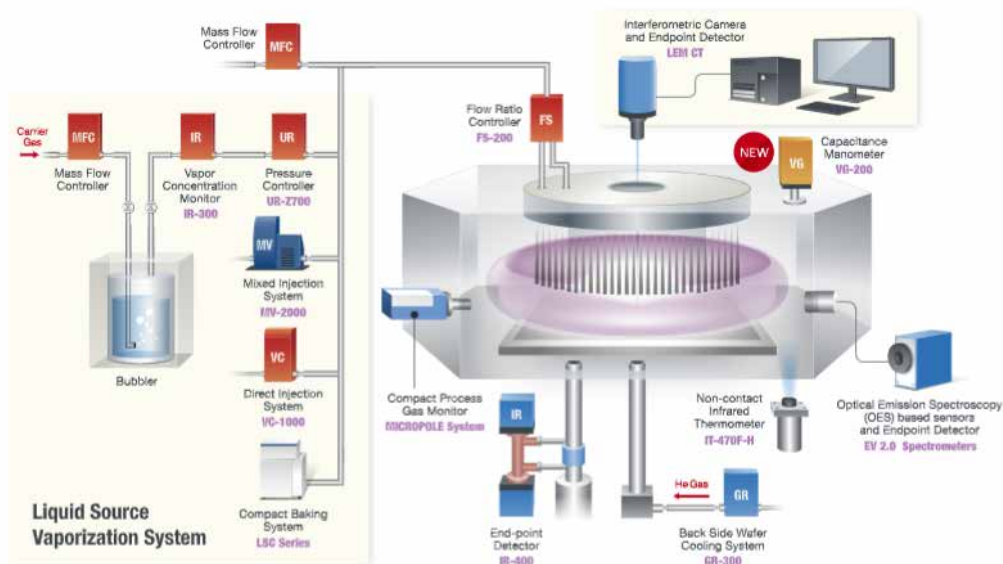 Mass Flow
Controller
MFC
Interferometric Camera
and Endpoint Detector
LEM CT
Flow Ratio
Controller
FS-200
FS
NEW
VG
Capacitance
Manometer
VG-200
Carrier
Gas
MFC
Mass Flow
Controller
IR
Vapor
Concentration
Monitor
IR-300
UR
Pressure
Controller
UR-Z700
MV
Mixed Injection
System
MV-2000
Bubbler
VC
Direct Injection
System
VC-1000
Compact Baking
System
LSC Series
Liquid Source
Vaporization System
Compact Process
Gas Monitor
MICROPOLE System
IR
End-point
Detector
IR-400
He Gas
GR
Back Side Wafer
Cooling System
GR-300
Non-contact
Infrared
Thermometer
IT-470F-H
Optical Emission Spectroscopy
(OES) based sensors
and Endpoint Detector
EV 2.0 Spectrometers